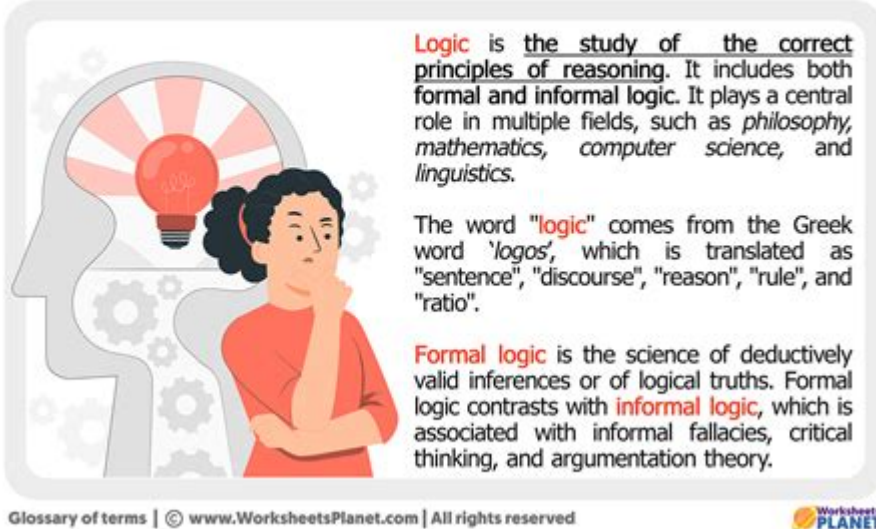 Logic is the study of the correct
principles of reasoning. It includes both
formal and informal logic. It plays a central
role in multiple fields, such as philosophy,
mathematics, computer science, and
linguistics.
The word "logic" comes from the Greek
word ‵logos′, which is translated as
"sentence", "discourse", "reason", "rule", and
"ratio".
Formal logic is the science of deductively
valid inferences or of logical truths. Formal
logic contrasts with informal logic, which is
associated with informal fallacies, critical
thinking, and argumentation theory.
Glossary of terms | © www.WorksheetsPlanet.com | All rights reserved
Worksheets
PLANET